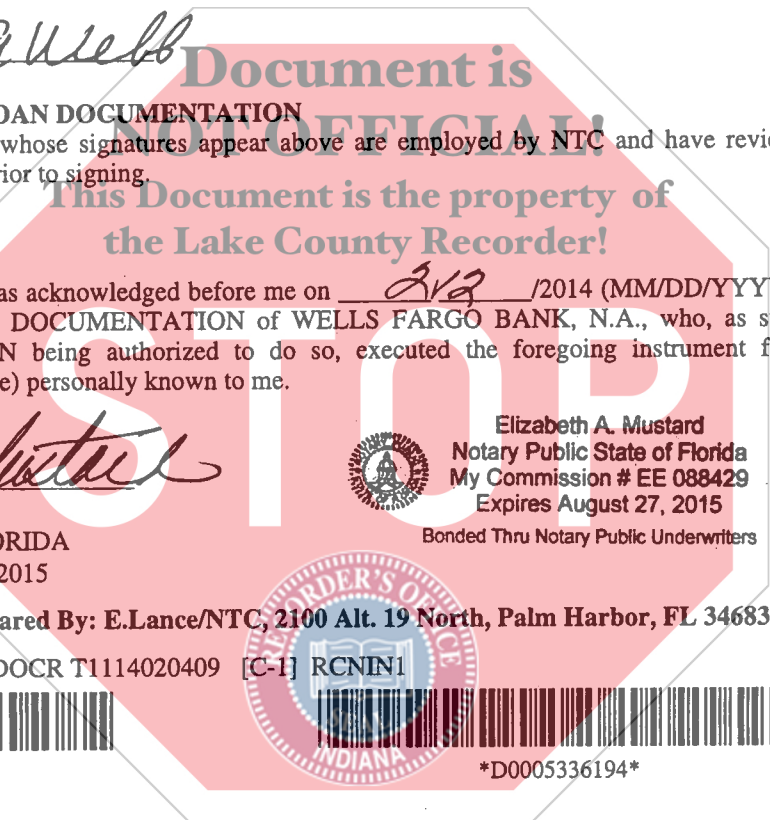 Webb
Document is
OAN DOCUMENTATION
NOT OFFICIAL!
whose signatures appear above are employed by NTC and have revie
rior to signing.
This Document is the property of
the Lake County Recorder!
as acknowledged before me on /2014 (MM/DD/YYY
DOCUMENTATION of WELLS FARGO BANK, N.A., who, as s
N being authorized to do so, executed the foregoing instrument f
e) personally known to me.
STOP
Elizabeth A. Mustard
Notary Public State of Florida
My Commission # EE 088429
Expires August 27, 2015
Bonded Thru Notary Public Underwriters
ORIDA
2015
ared By: E.Lance/NTC, 2100 Alt. 19 North, Palm Harbor, FL 34683
DOCR T1114020409 [C-1] RCNIN1
RECORDER'S OFFICE
SEAL
INDIANA
*D0005336194*